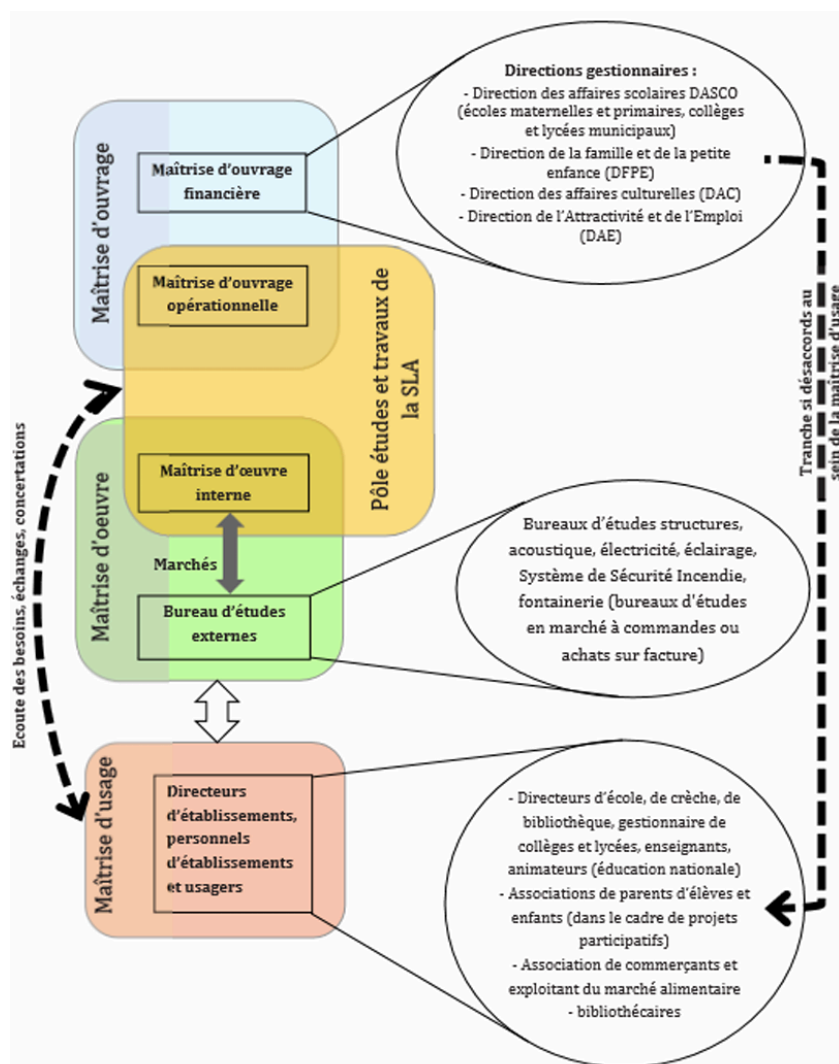 Directions gestionnaires :
- Direction des affaires scolaires DASCO
(écoles maternelles et primaires, collèges
et lycées municipaux)
- Direction de la famille et de la petite
enfance (DFPE)
- Direction des affaires culturelles (DAC)
- Direction de l'Attractivité et de l'Emploi
(DAE)
Maîtrise d'ouvrage
Maîtrise d'ouvrage
financière
Maîtrise d'ouvrage
opérationnelle
Pôle études et travaux de
la SLA
Tranche si désaccords au
sein de la maîtrise d'usage
Ecoute des besoins, échanges, concertations
Maîtrise d'oeuvre
Maîtrise d'œuvre
interne
Marchés
Bureau d'études
externes
Bureaux d'études structures,
acoustique, électricité, éclairage,
Système de Sécurité Incendie,
fontainerie (bureaux d'études
en marché à commandes ou
achats sur facture)
Maîtrise d'usage
Directeurs
d'établissements,
personnels
d'établissements
et usagers
- Directeurs d'école, de crèche, de
bibliothèque, gestionnaire de
collèges et lycées, enseignants,
animateurs (éducation nationale)
- Associations de parents d'élèves et
enfants (dans le cadre de projets
participatifs)
- Association de commerçants et
exploitant du marché alimentaire
- bibliothécaires